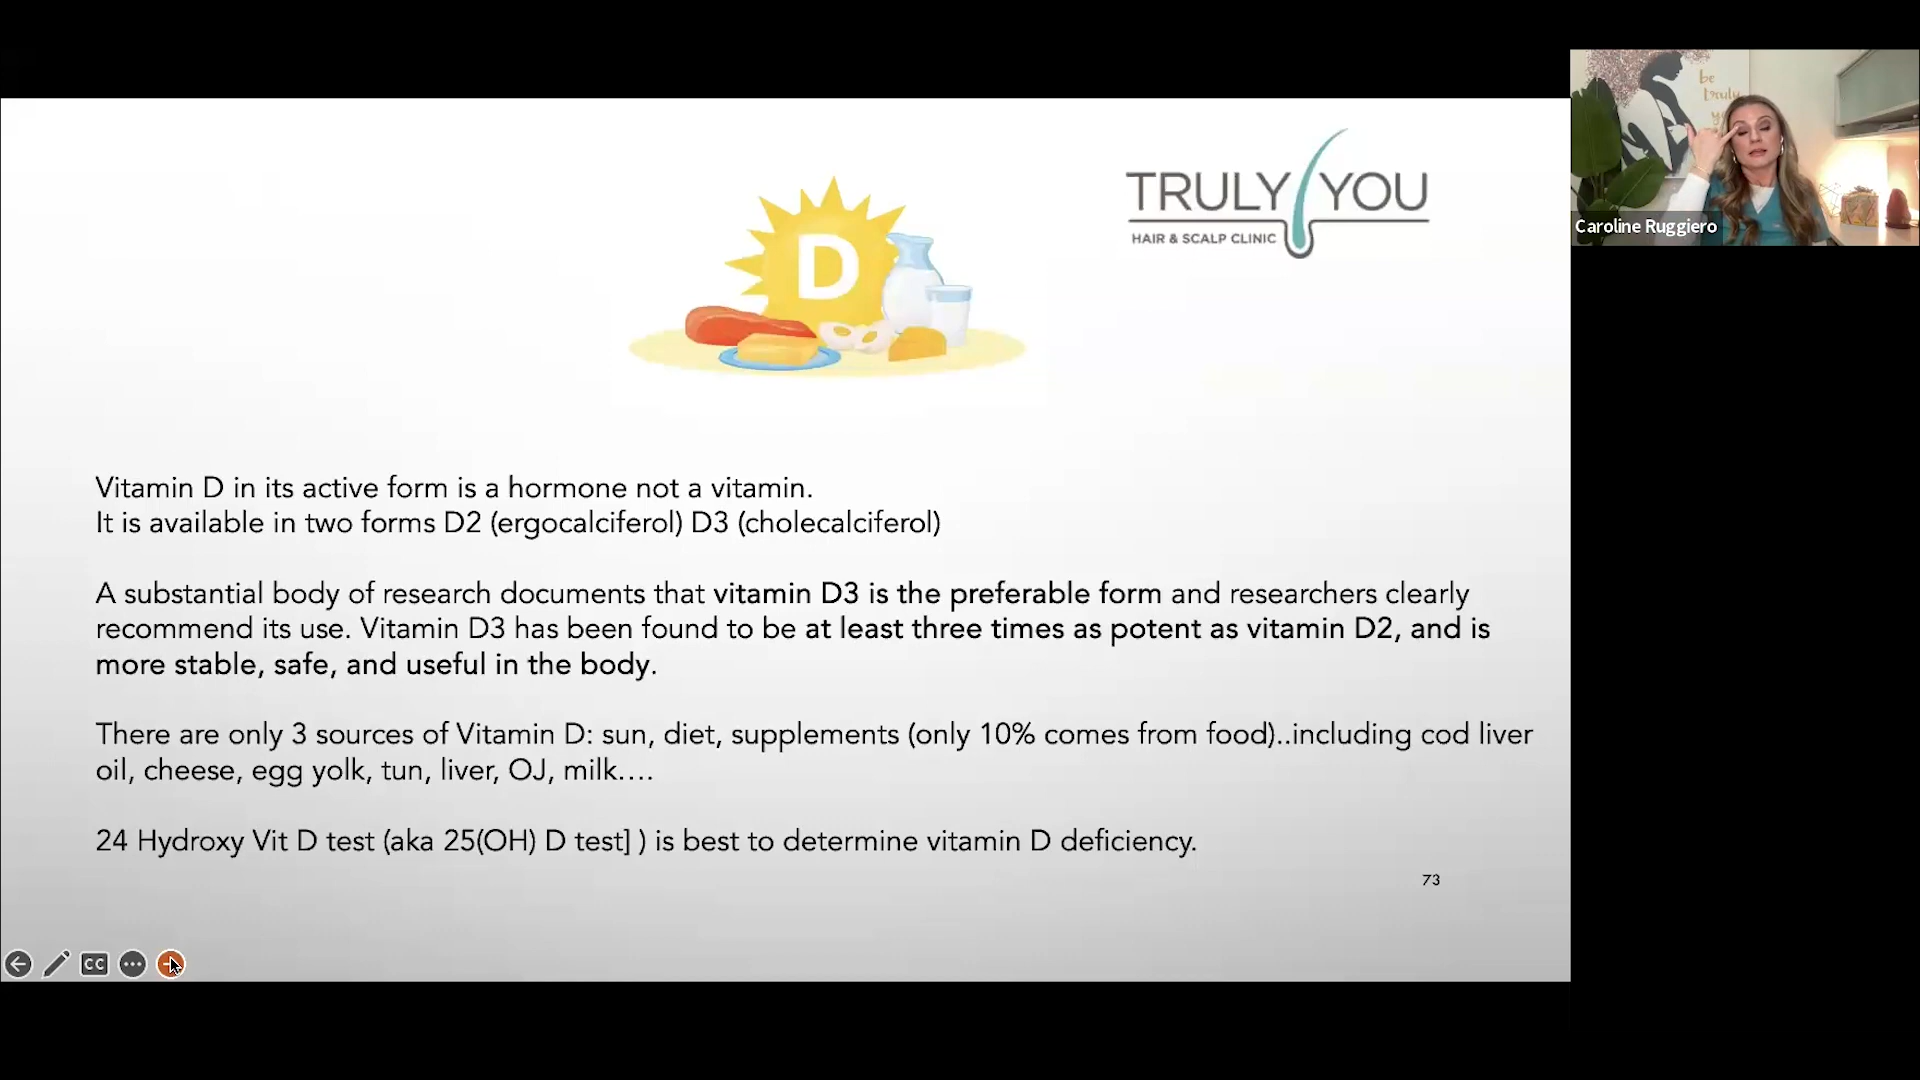 D
TRULY YOU
HAIR & SCALP CLINIC
be
truly
Caroline Ruggiero
Vitamin D in its active form is a hormone not a vitamin.
It is available in two forms D2 (ergocalciferol) D3 (cholecalciferol)
A substantial body of research documents that vitamin D3 is the preferable form and researchers clearly
recommend its use. Vitamin D3 has been found to be at least three times as potent as vitamin D2, and is
more stable, safe, and useful in the body.
There are only 3 sources of Vitamin D: sun, diet, supplements (only 10% comes from food)..including cod liver
oil, cheese, egg yolk, tun, liver, OJ, milk....
24 Hydroxy Vit D test (aka 25(OH) D test] ) is best to determine vitamin D deficiency.
73
CC